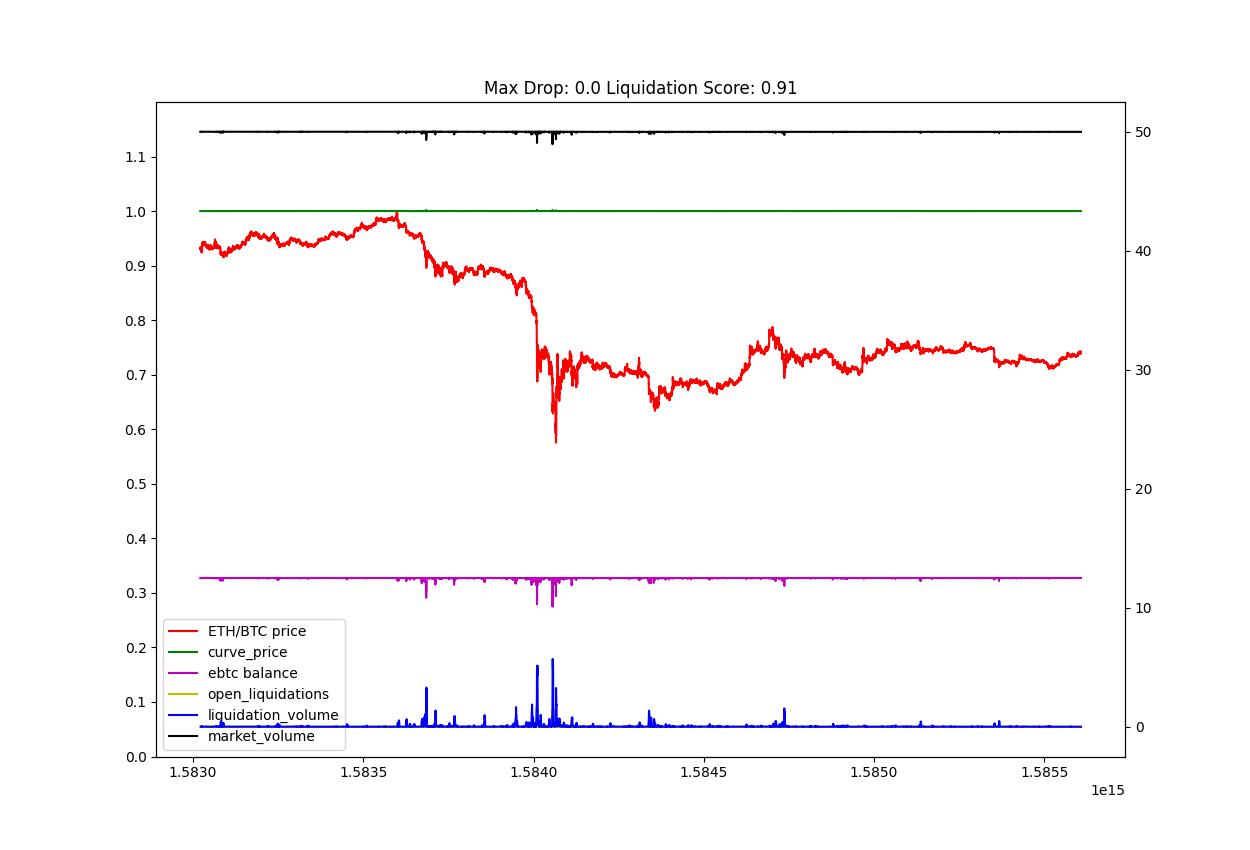 Max Drop: 0.0 Liquidation Score: 0.91
1.1
1.0
0.9
0.8
0.7
0.6
0.5
0.4
0.3
0.2
0.1
0.0
50
40
30
20
10
0
ETH/BTC price
curve_price
ebtc balance
open_liquidations
liquidation_volume
market_volume
1.5830 1.5835 1.5840 1.5845 1.5850 1.5855
1e15